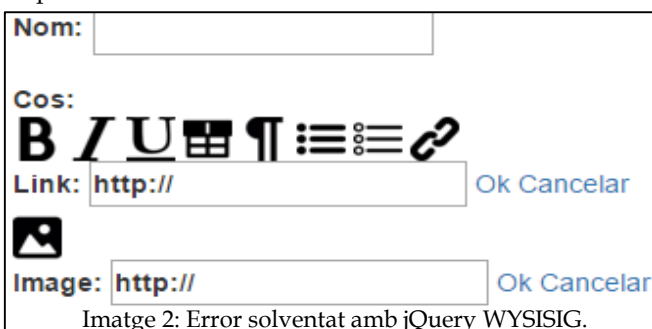 Nom:
Cos:
B I U ¶
Link: http:// Ok Cancelar
Image: http:// Ok Cancelar
Imatge 2: Error solventat amb jQuery WYSISIG.